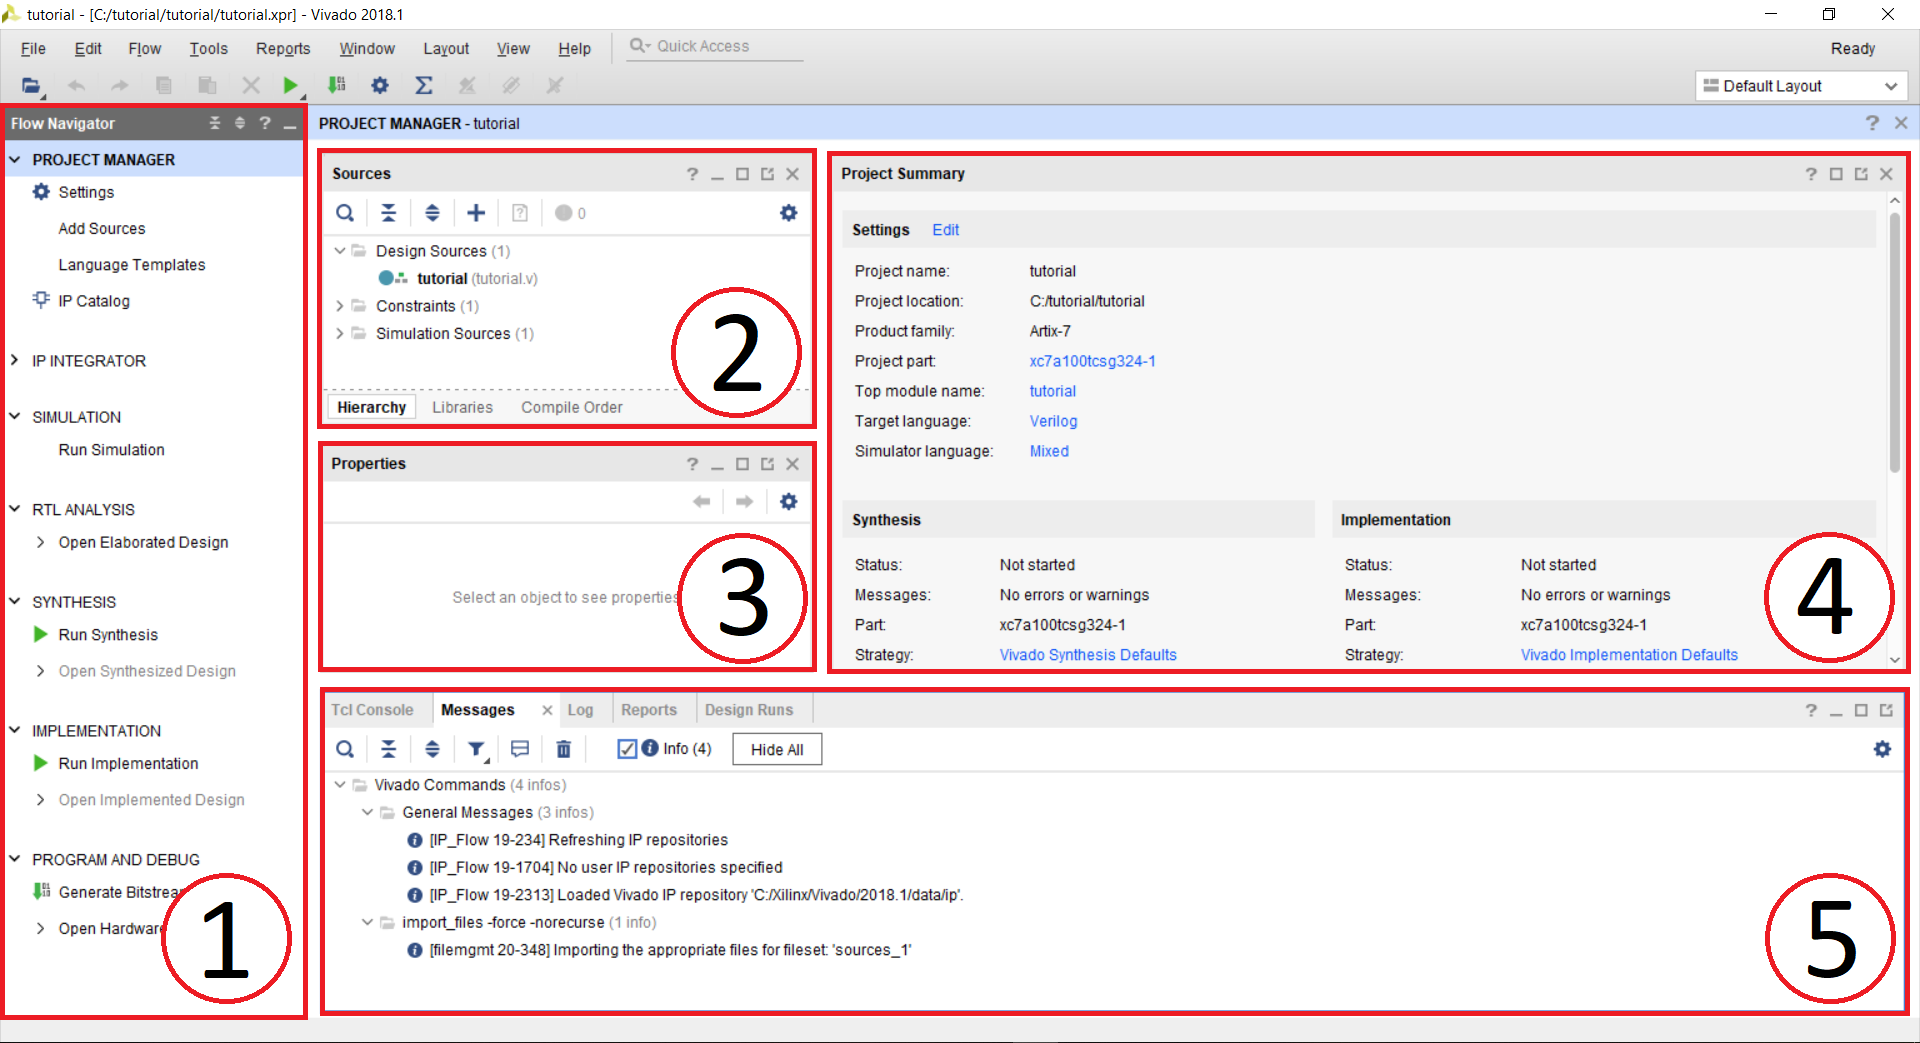 tutorial - [C:/tutorial/tutorial/tutorial.xpr] - Vivado 2018.1
File Edit Flow Tools Reports Window Layout View Help Quick Access Ready
Default Layout
Flow Navigator ? _
PROJECT MANAGER
Settings
Add Sources
Language Templates
IP Catalog
IP INTEGRATOR
SIMULATION
Run Simulation
RTL ANALYSIS
Open Elaborated Design
SYNTHESIS
Run Synthesis
Open Synthesized Design
IMPLEMENTATION
Run Implementation
Open Implemented Design
PROGRAM AND DEBUG
Generate Bitstrea
Open Hardware
1
PROJECT MANAGER - tutorial
Sources
0
Design Sources (1)
tutorial (tutorial.v)
Constraints (1)
Simulation Sources (1)
2
Hierarchy Libraries Compile Order
Properties
Select an object to see properties
3
Project Summary
Settings Edit
Project name: tutorial
Project location: C:/tutorial/tutorial
Product family: Artix-7
Project part: xc7a100tcsg324-1
Top module name: tutorial
Target language: Verilog
Simulator language: Mixed
Synthesis
Status: Not started
Messages: No errors or warnings
Part: xc7a100tcsg324-1
Strategy: Vivado Synthesis Defaults
Implementation
Status: Not started
Messages: No errors or warnings
Part: xc7a100tcsg324-1
Strategy: Vivado Implementation Defaults
4
Tcl Console Messages Log Reports Design Runs
Info (4) Hide All
Vivado Commands (4 infos)
General Messages (3 infos)
[IP_Flow 19-234] Refreshing IP repositories
[IP_Flow 19-1704] No user IP repositories specified
[IP_Flow 19-2313] Loaded Vivado IP repository 'C:/Xilinx/Vivado/2018.1/data/ip'.
import_files -force -norecurse (1 info)
[filemgmt 20-348] Importing the appropriate files for fileset: 'sources_1'
5